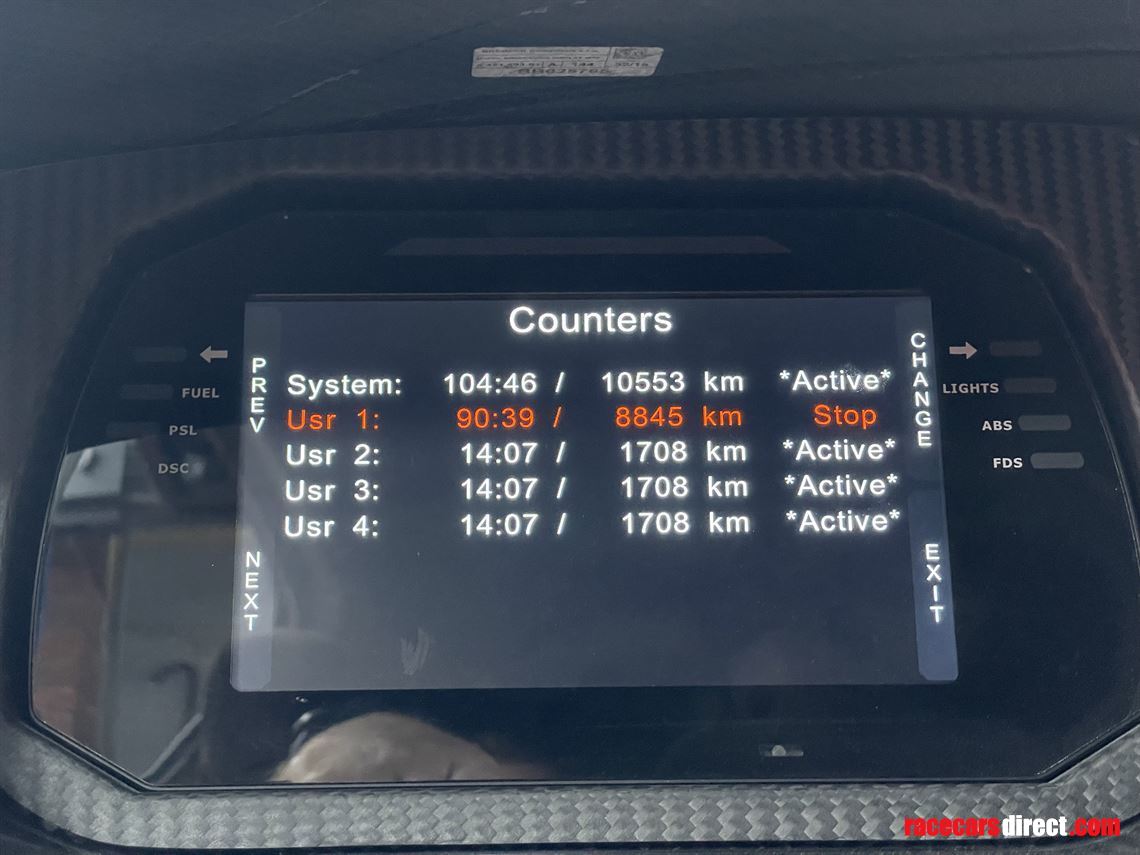 Counters
PREV
CHANGE
System: 104:46 / 10553 km *Active*
Usr 1: 90:39 / 8845 km Stop
Usr 2: 14:07 / 1708 km *Active*
Usr 3: 14:07 / 1708 km *Active*
Usr 4: 14:07 / 1708 km *Active*
NEXT
EXIT
FUEL
PSL
DSC
LIGHTS
ABS
FDS
racecarsdirect.com